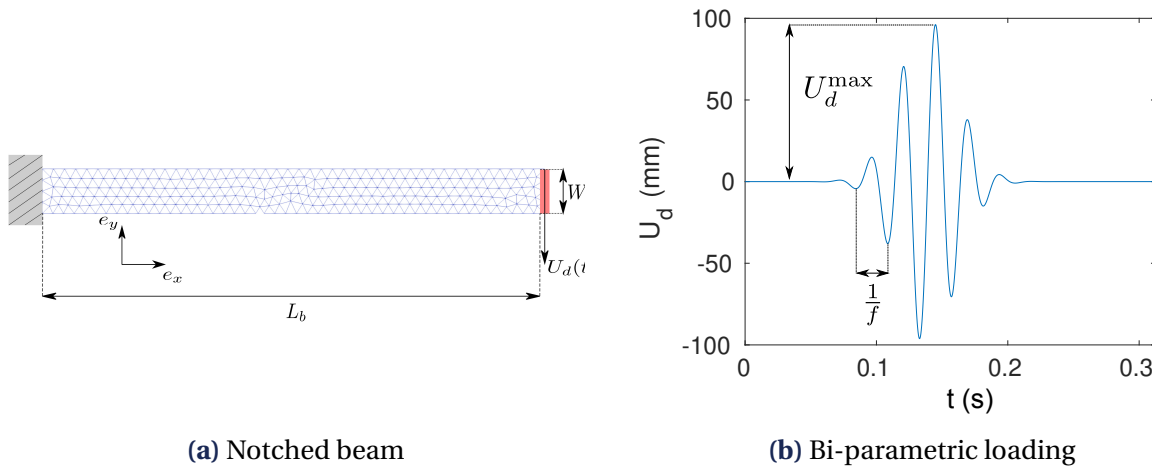 W
e_y
e_x
U_d(t
L_b
100
50
0
-50
-100
U_d (mm)
U_d^max
1/f
0
0.1
0.2
0.3
t (s)
(a) Notched beam
(b) Bi-parametric loading